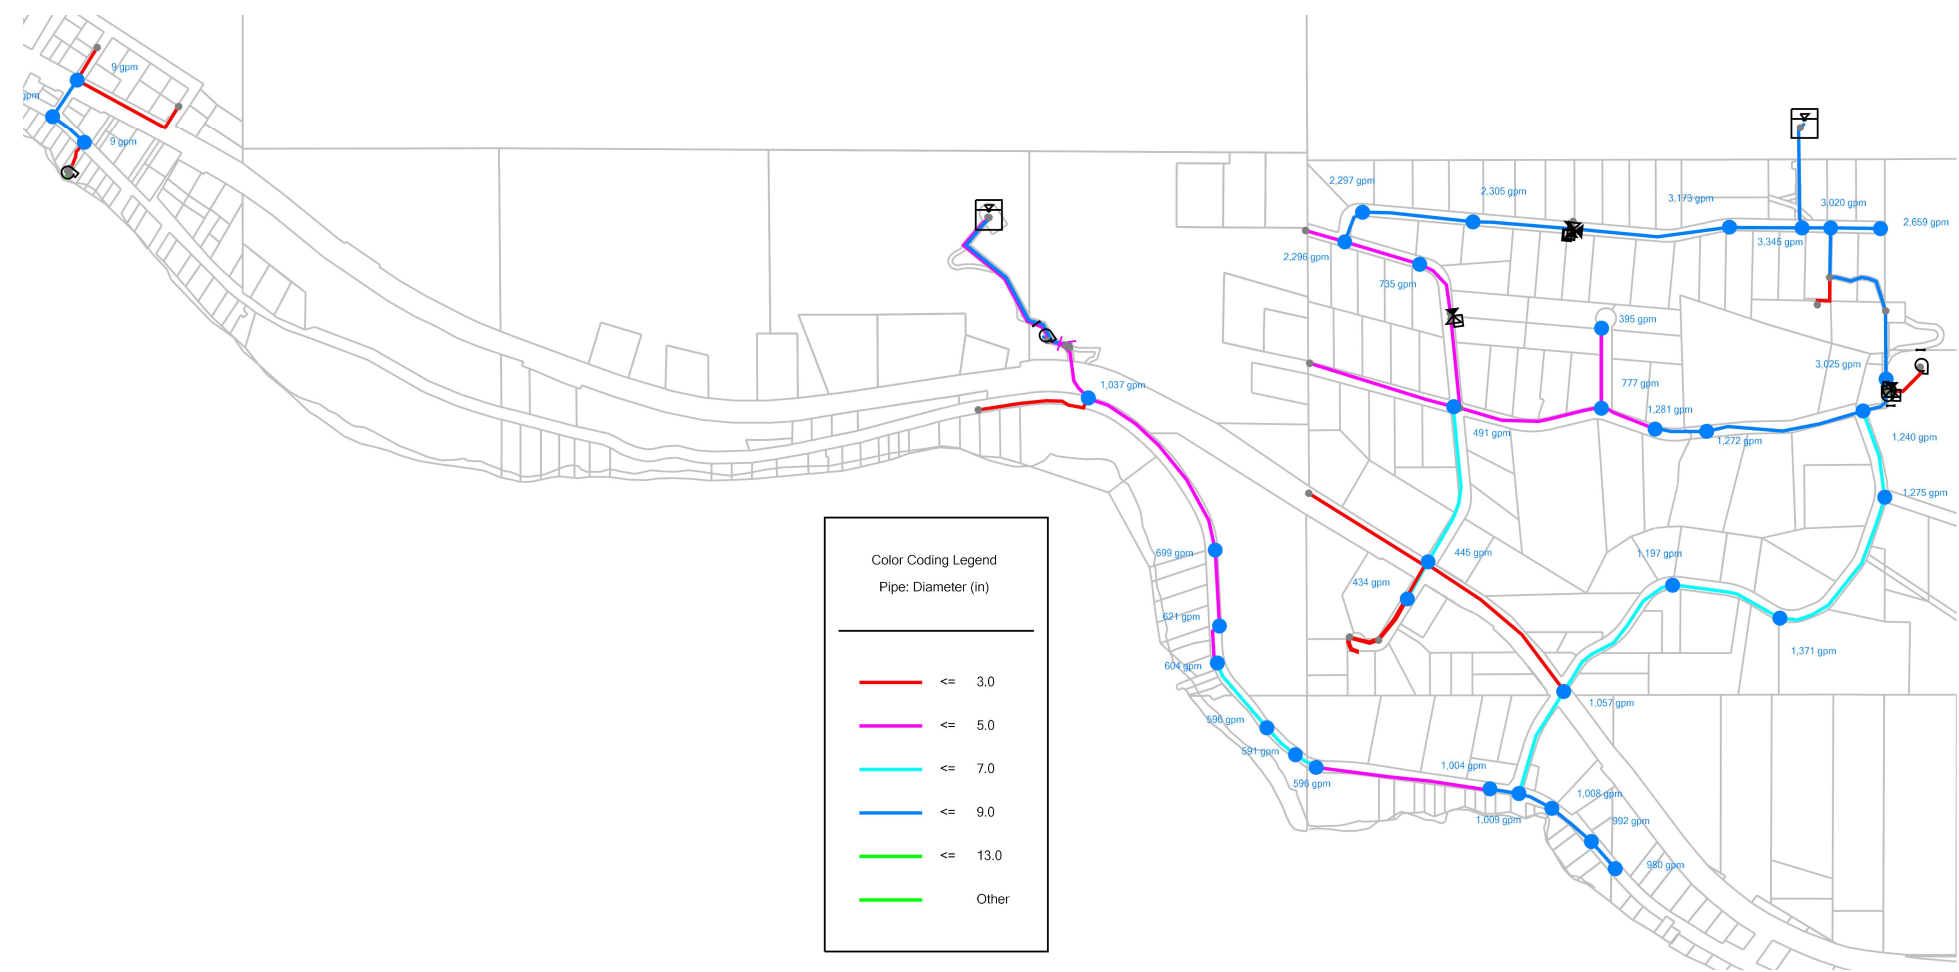 9 gpm
gpm
9 gpm
2,297 gpm
2,305 gpm
3,173 gpm
3,020 gpm
2,659 gpm
3,345 gpm
2,296 gpm
735 gpm
395 gpm
3,025 gpm
777 gpm
1,037 gpm
1,281 gpm
491 gpm
1,272 gpm
1,240 gpm
1,275 gpm
699 gpm
445 gpm
1,197 gpm
434 gpm
621 gpm
1,371 gpm
604 gpm
1,057 gpm
596 gpm
591 gpm
596 gpm
1,004 gpm
1,008 gpm
1,009 gpm
992 gpm
980 gpm
Color Coding Legend
Pipe: Diameter (in)
<= 3.0
<= 5.0
<= 7.0
<= 9.0
<= 13.0
Other